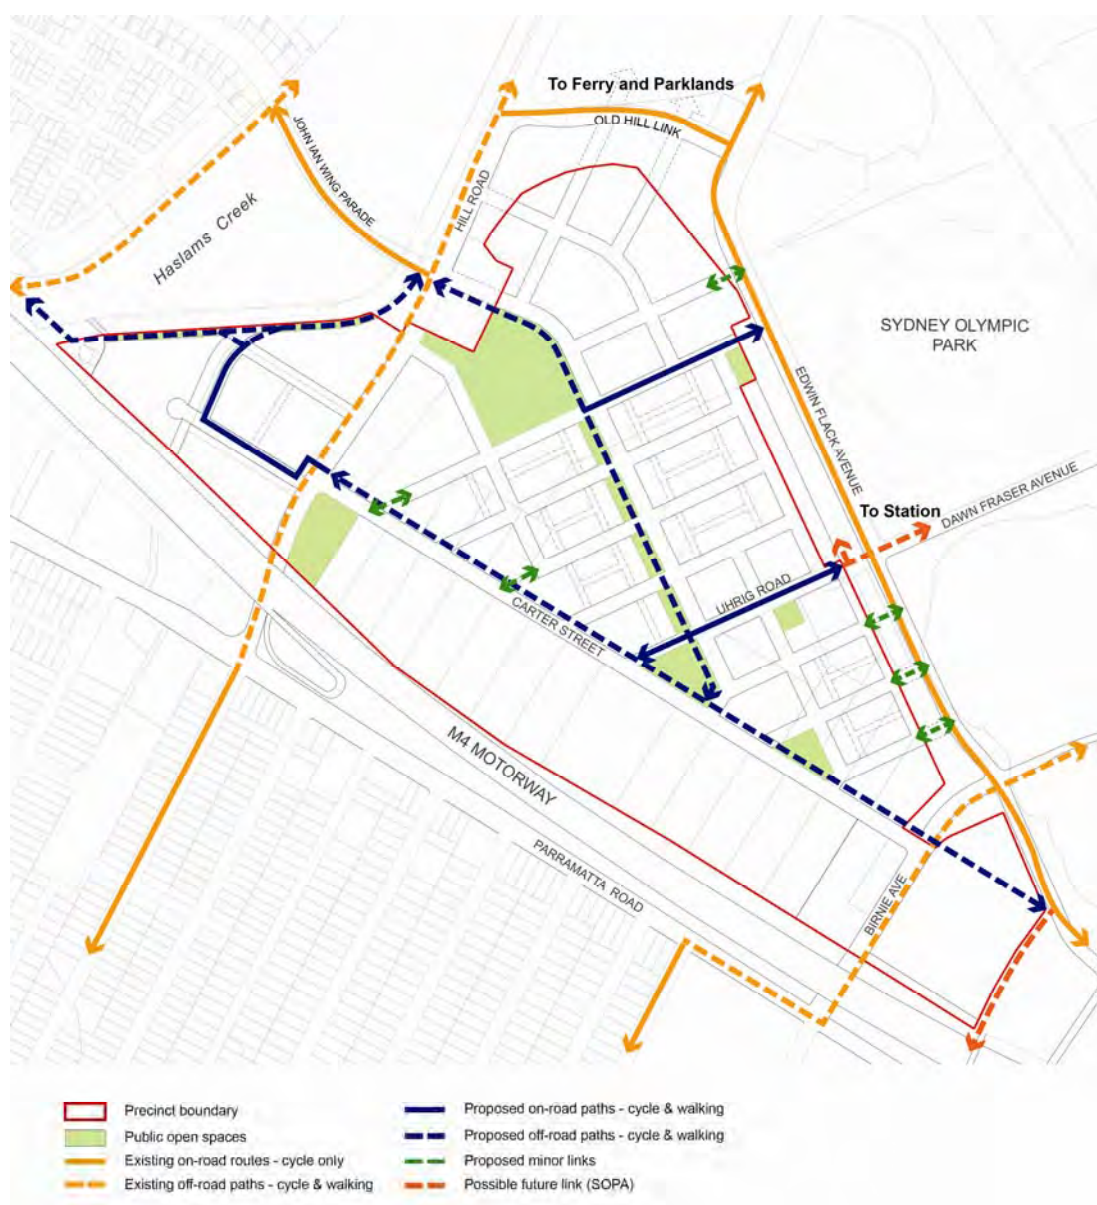 To Ferry and Parklands
OLD HILL LINK
JOHN IAN WING PARADE
HILL ROAD
Haslams Creek
SYDNEY OLYMPIC
PARK
EDWIN FLACK AVENUE
DAWN FRASER AVENUE
To Station
UHRIG ROAD
CARTER STREET
M4 MOTORWAY
PARRAMATTA ROAD
BIRNIE AVE
Precinct boundary
Public open spaces
Existing on-road routes - cycle only
Existing off-road paths - cycle & walking
Proposed on-road paths - cycle & walking
Proposed off-road paths - cycle & walking
Proposed minor links
Possible future link (SOPA)